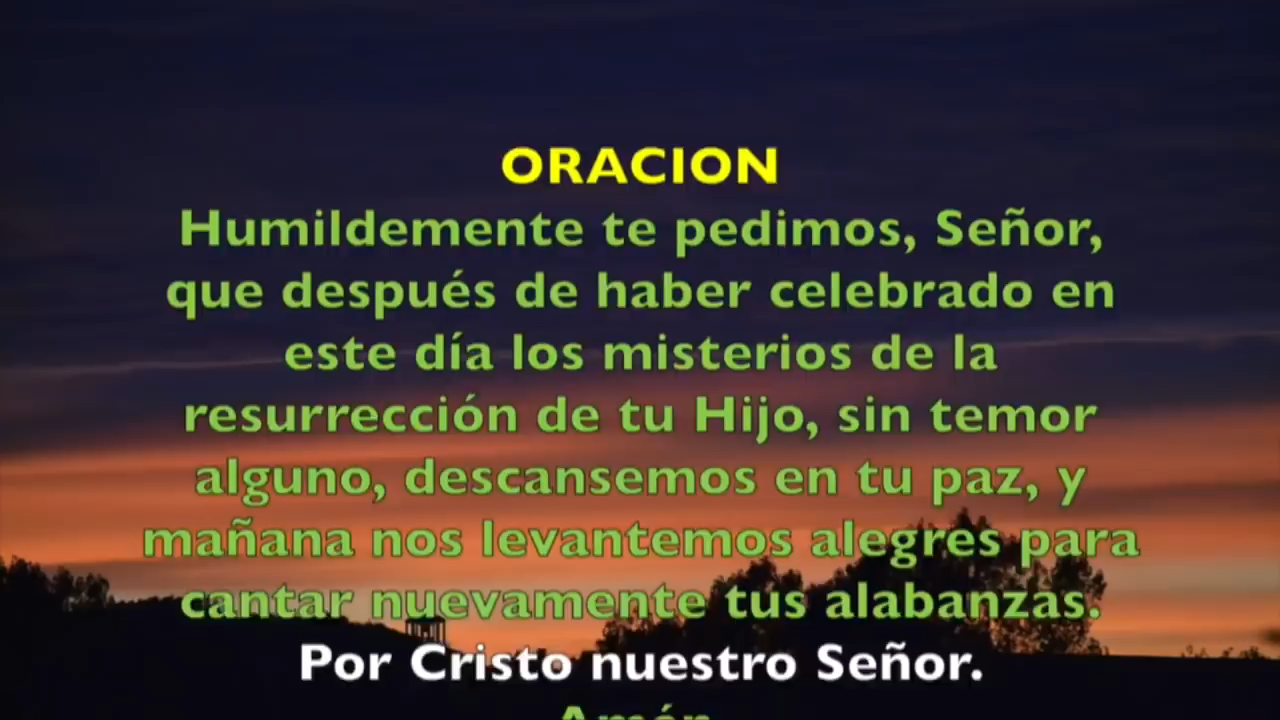 ORACION
Humildemente te pedimos, Señor,
que después de haber celebrado en
este día los misterios de la
resurrección de tu Hijo, sin temor
alguno, descansemos en tu paz, y
mañana nos levantemos alegres para
cantar nuevamente tus alabanzas.
Por Cristo nuestro Señor.
Amén